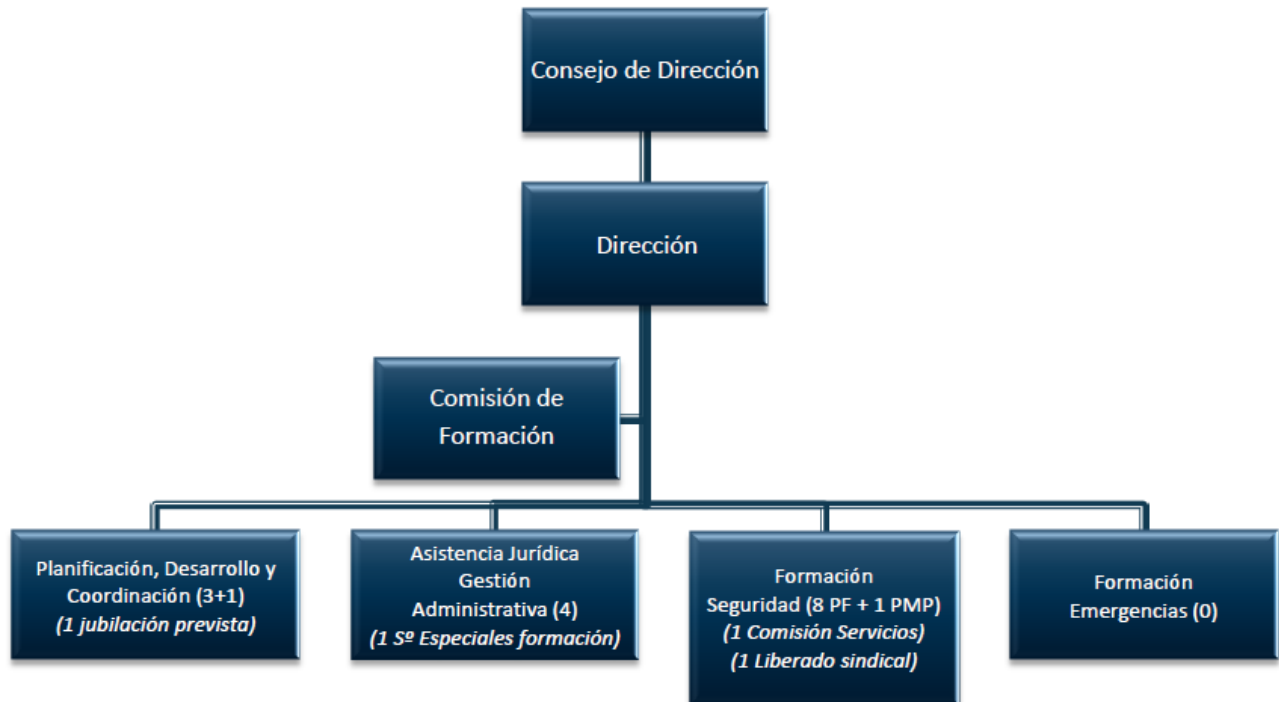 Consejo de Dirección
Dirección
Comisión de
Formación
Planificación, Desarrollo y
Coordinación (3+1)
(1 jubilación prevista)
Asistencia Jurídica
Gestión
Administrativa (4)
(1 Sº Especiales formación)
Formación
Seguridad (8 PF + 1 PMP)
(1 Comisión Servicios)
(1 Liberado sindical)
Formación
Emergencias (0)